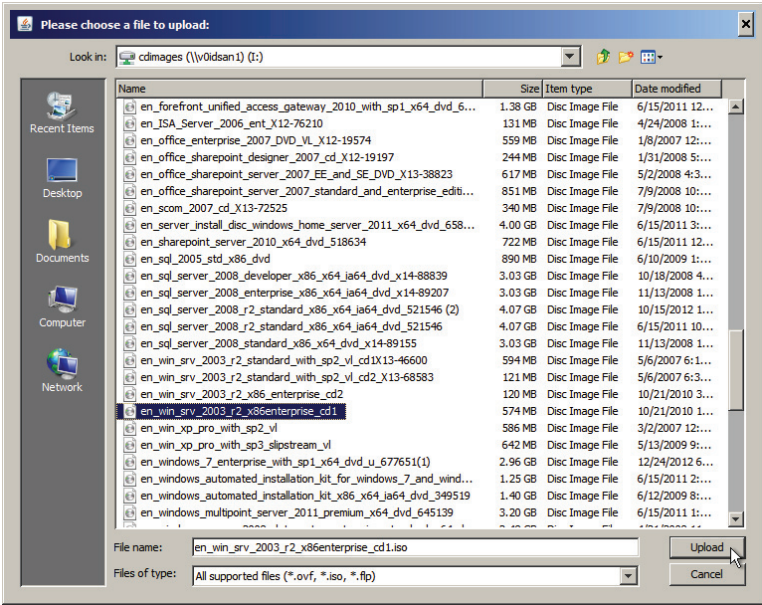 Please choose a file to upload:
Look in: cdimages (\\v0idsan1) (I:)
Recent Items
Desktop
Documents
Computer
Network
Name Size Item type Date modified
en_forefront_unified_access_gateway_2010_with_sp1_x64_dvd_6... 1.38 GB Disc Image File 6/15/2011 12...
en_ISA_Server_2006_ent_X12-76210 131 MB Disc Image File 4/24/2008 1:...
en_office_enterprise_2007_DVD_VL_X12-19574 559 MB Disc Image File 1/8/2007 12:...
en_office_sharepoint_designer_2007_cd_X12-19197 244 MB Disc Image File 1/31/2008 5:...
en_office_sharepoint_server_2007_EE_and_SE_DVD_X13-38823 617 MB Disc Image File 5/2/2008 4:3...
en_office_sharepoint_server_2007_standard_and_enterprise_editi... 851 MB Disc Image File 7/9/2008 10:...
en_scom_2007_cd_X13-72525 340 MB Disc Image File 7/9/2008 10:...
en_server_install_disc_windows_home_server_2011_x64_dvd_658... 4.00 GB Disc Image File 6/15/2011 3:...
en_sharepoint_server_2010_x64_dvd_518634 722 MB Disc Image File 6/15/2011 12...
en_sql_2005_std_x86_dvd 890 MB Disc Image File 6/10/2009 1:...
en_sql_server_2008_developer_x86_x64_ia64_dvd_x14-88839 3.03 GB Disc Image File 10/18/2008 4...
en_sql_server_2008_enterprise_x86_x64_ia64_dvd_x14-89207 3.03 GB Disc Image File 11/13/2008 1...
en_sql_server_2008_r2_standard_x86_x64_ia64_dvd_521546 (2) 4.07 GB Disc Image File 10/15/2012 1...
en_sql_server_2008_r2_standard_x86_x64_ia64_dvd_521546 4.07 GB Disc Image File 6/15/2011 10...
en_sql_server_2008_standard_x86_x64_dvd_x14-89155 3.03 GB Disc Image File 11/13/2008 1...
en_win_srv_2003_r2_standard_with_sp2_vl_cd1X13-46600 594 MB Disc Image File 5/6/2007 6:1...
en_win_srv_2003_r2_standard_with_sp2_vl_cd2_X13-68583 121 MB Disc Image File 5/6/2007 6:3...
en_win_srv_2003_r2_x86_enterprise_cd2 120 MB Disc Image File 10/21/2010 3...
en_win_srv_2003_r2_x86enterprise_cd1 574 MB Disc Image File 10/21/2010 1...
en_win_xp_pro_with_sp2_vl 586 MB Disc Image File 3/2/2007 12:...
en_win_xp_pro_with_sp3_slipstream_vl 642 MB Disc Image File 5/13/2009 9:...
en_windows_7_enterprise_with_sp1_x64_dvd_u_677651(1) 2.96 GB Disc Image File 12/24/2012 6...
en_windows_automated_installation_kit_for_windows_7_and_wind... 1.25 GB Disc Image File 6/15/2011 2:...
en_windows_automated_installation_kit_x86_x64_ia64_dvd_349519 1.40 GB Disc Image File 6/12/2009 8:...
en_windows_multipoint_server_2011_premium_x64_dvd_645139 3.20 GB Disc Image File 6/15/2011 1:...
File name: en_win_srv_2003_r2_x86enterprise_cd1.iso Upload
Files of type: All supported files (*.ovf, *.iso, *.flp) Cancel